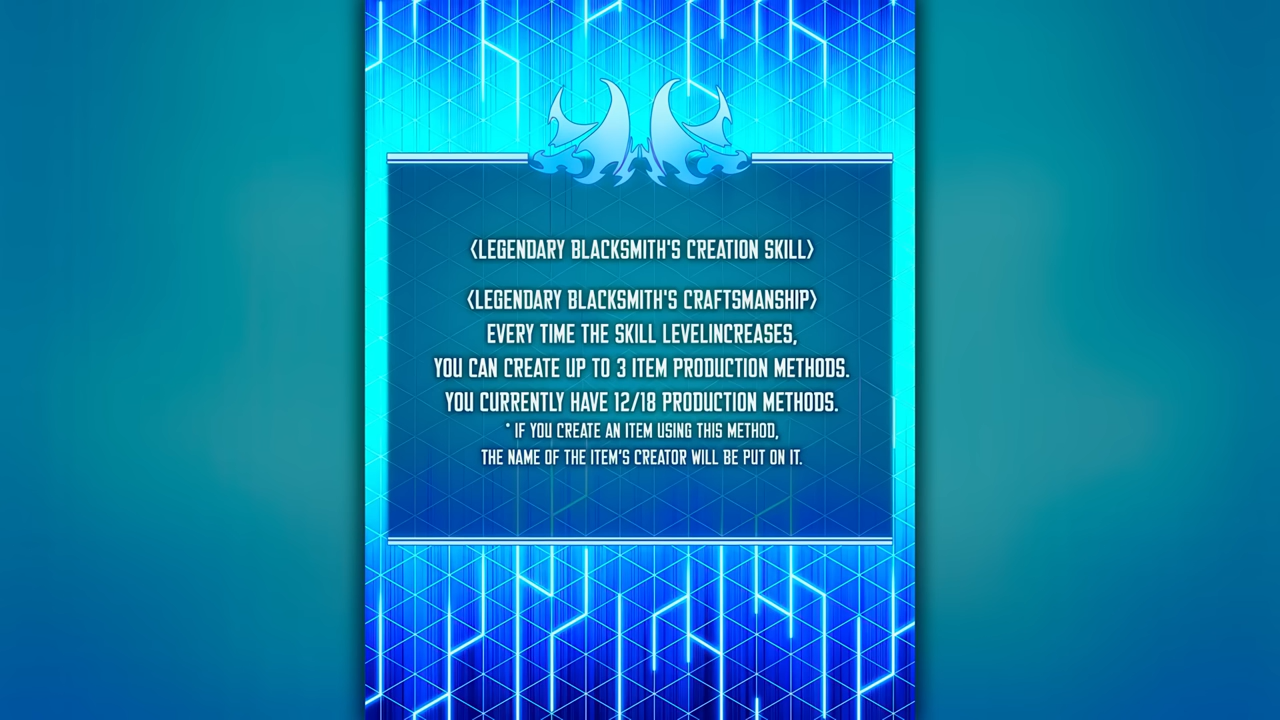 〈LEGENDARY BLACKSMITH'S CREATION SKILL〉
〈LEGENDARY BLACKSMITH'S CRAFTSMANSHIP〉
EVERY TIME THE SKILL LEVELINCREASES,
YOU CAN CREATE UP TO 3 ITEM PRODUCTION METHODS.
YOU CURRENTLY HAVE 12/18 PRODUCTION METHODS.
* IF YOU CREATE AN ITEM USING THIS METHOD,
THE NAME OF THE ITEM'S CREATOR WILL BE PUT ON IT.